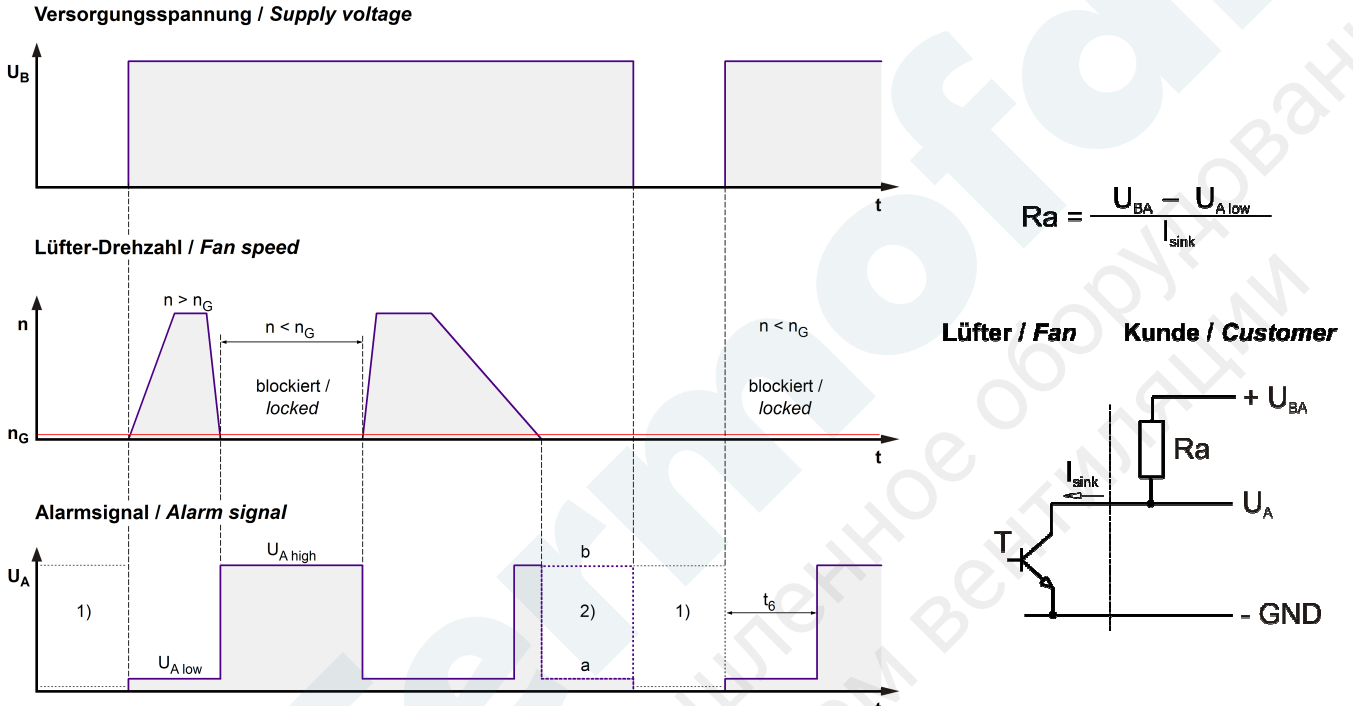 Versorgungsspannung / Supply voltage
U_B
t
Lüfter-Drehzahl / Fan speed
n
n > n_G
n < n_G
n < n_G
blockiert /
locked
blockiert /
locked
n_G
t
Alarmsignal / Alarm signal
U_A
U_A high
b
1)
2)
1)
t_6
U_A low
a
t
Ra = (U_BA – U_A low) / I_sink
Lüfter / Fan
Kunde / Customer
+ U_BA
Ra
I_sink
U_A
T
- GND
вентиляции